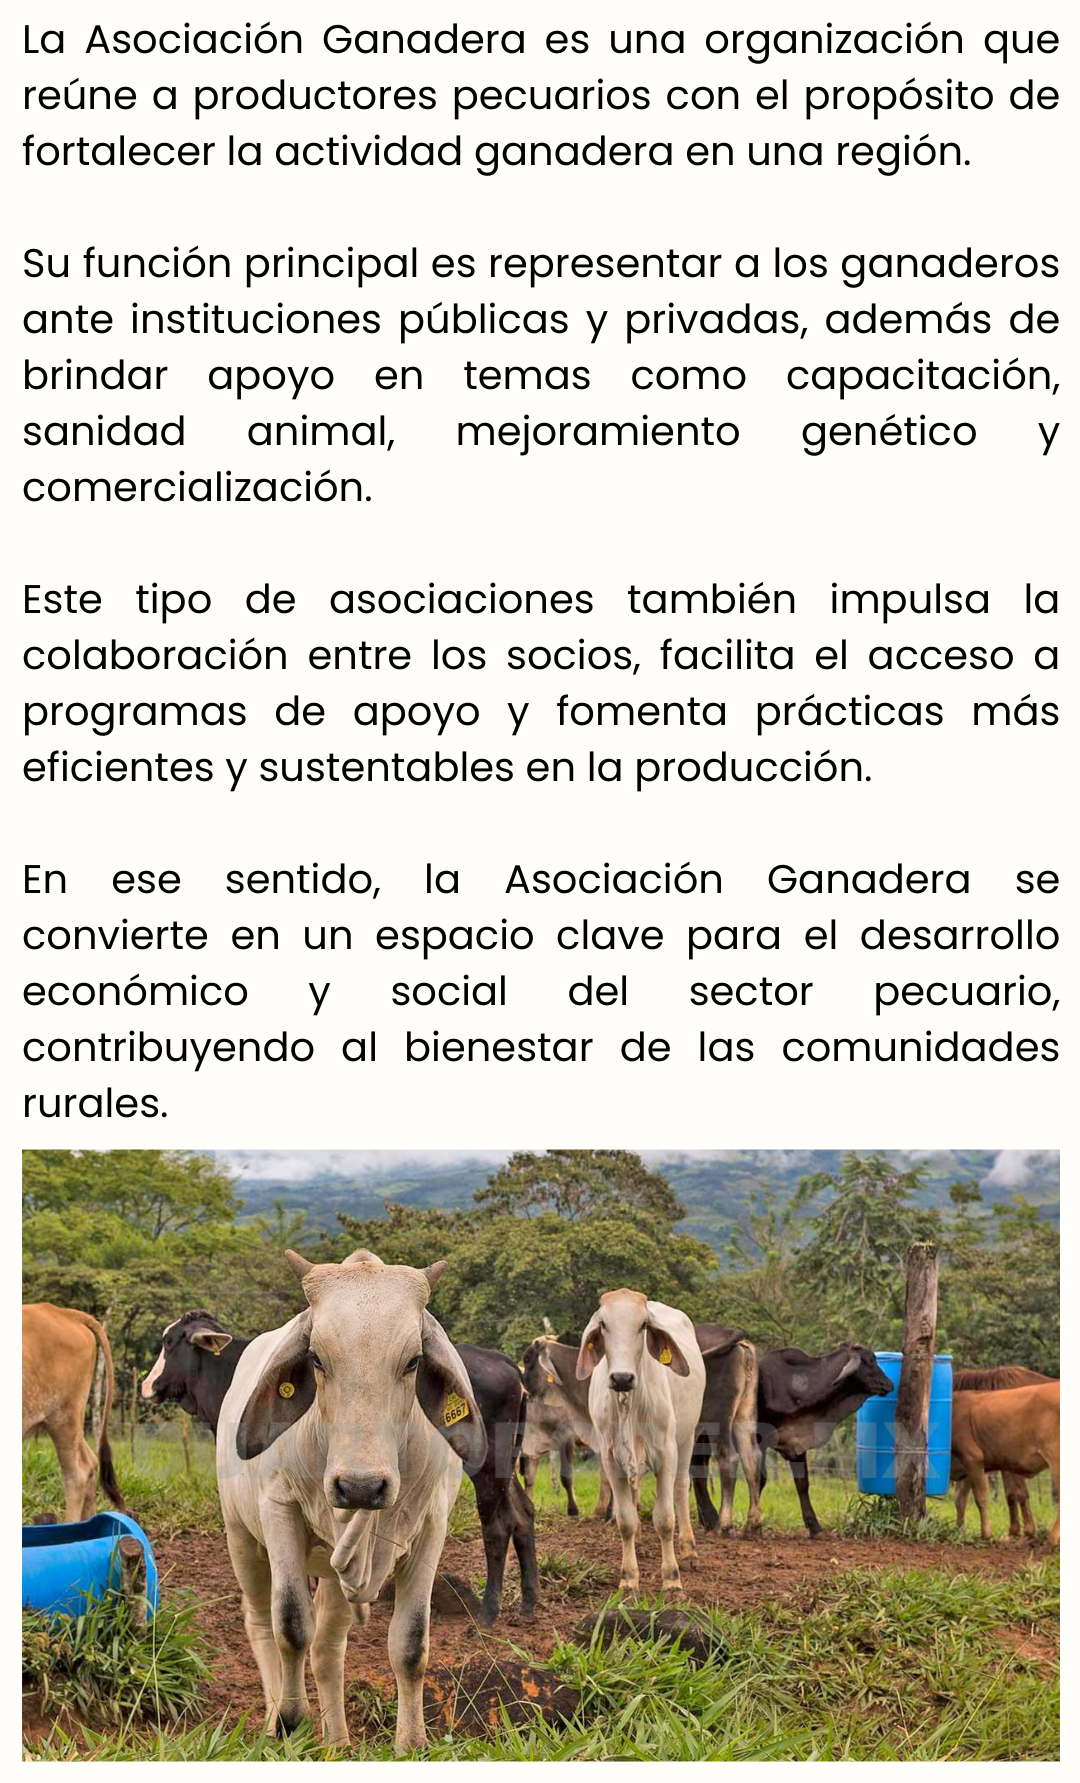 La Asociación Ganadera es una organización que
reúne a productores pecuarios con el propósito de
fortalecer la actividad ganadera en una región.
Su función principal es representar a los ganaderos
ante instituciones públicas y privadas, además de
brindar apoyo en temas como capacitación,
sanidad animal, mejoramiento genético y
comercialización.
Este tipo de asociaciones también impulsa la
colaboración entre los socios, facilita el acceso a
programas de apoyo y fomenta prácticas más
eficientes y sustentables en la producción.
En ese sentido, la Asociación Ganadera se
convierte en un espacio clave para el desarrollo
económico y social del sector pecuario,
contribuyendo al bienestar de las comunidades
rurales.
6667
CUARTOPODER.MX